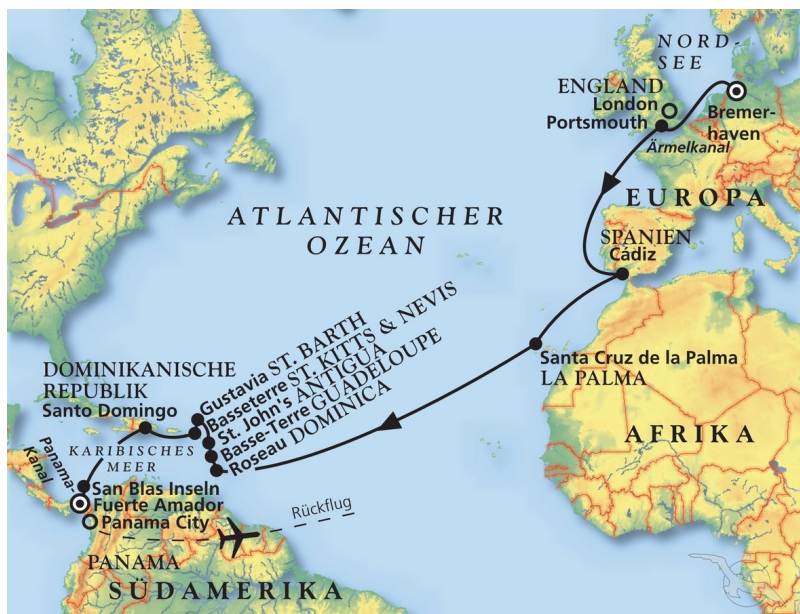 NORD-
SEE
ENGLAND
London
Portsmouth
Bremer-
haven
Ärmelkanal
EUROPA
ATLANTISCHER
OZEAN
SPANIEN
Cádiz
Santa Cruz de la Palma
LA PALMA
AFRIKA
DOMINIKANISCHE
REPUBLIK
Santo Domingo
Gustavia ST. BARTH
Basseterre ST. KITTS & NEVIS
St. John's ANTIGUA
Basse-Terre GUADELOUPE
Roseau DOMINICA
KARIBISCHES
MEER
Panama-
Kanal
San Blas Inseln
Fuerte Amador
Panama City
Rückflug
PANAMA
SÜDAMERIKA